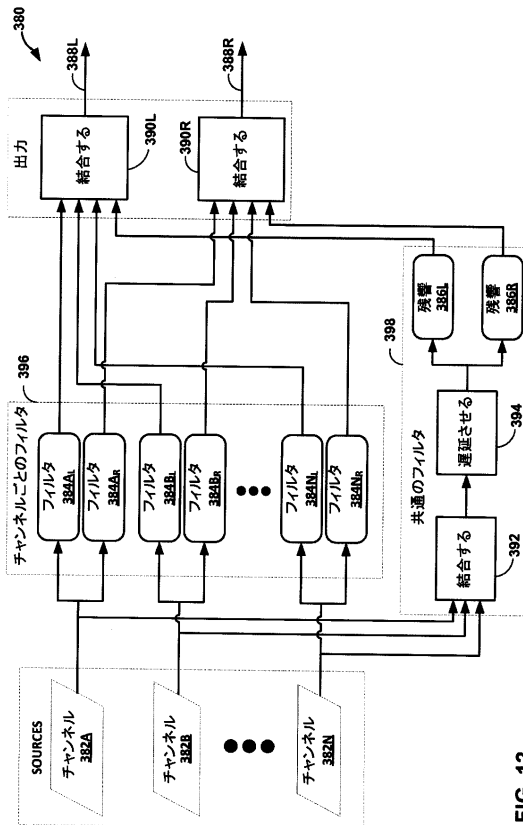 380
SOURCES
チャンネル
382A
チャンネル
382B
チャンネル
382N
チャンネルごとのフィルタ
396
フィルタ
384AL
フィルタ
384AR
フィルタ
384BL
フィルタ
384BR
フィルタ
384NL
フィルタ
384NR
共通のフィルタ
398
結合する
392
遅延させる
394
残響
386L
残響
386R
出力
結合する
390L
388L
結合する
390R
388R